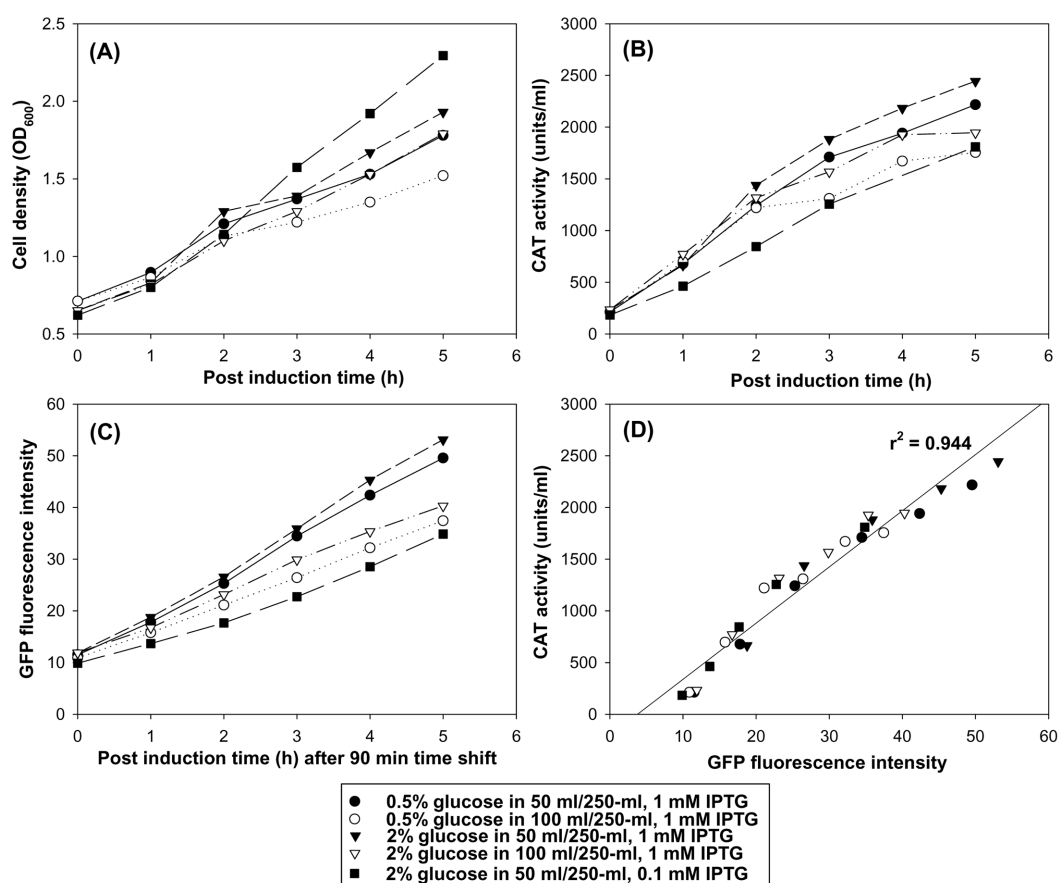 (A)
Cell density (OD600)
2.5
2.0
1.5
1.0
0.5
0 1 2 3 4 5 6
Post induction time (h)
(B)
CAT activity (units/ml)
3000
2500
2000
1500
1000
500
0
0 1 2 3 4 5 6
Post induction time (h)
(C)
GFP fluorescence intensity
60
50
40
30
20
10
0
0 1 2 3 4 5 6
Post induction time (h) after 90 min time shift
(D)
r2 = 0.944
CAT activity (units/ml)
3000
2500
2000
1500
1000
500
0
0 10 20 30 40 50 60
GFP fluorescence intensity
0.5% glucose in 50 ml/250-ml, 1 mM IPTG
0.5% glucose in 100 ml/250-ml, 1 mM IPTG
2% glucose in 50 ml/250-ml, 1 mM IPTG
2% glucose in 100 ml/250-ml, 1 mM IPTG
2% glucose in 50 ml/250-ml, 0.1 mM IPTG